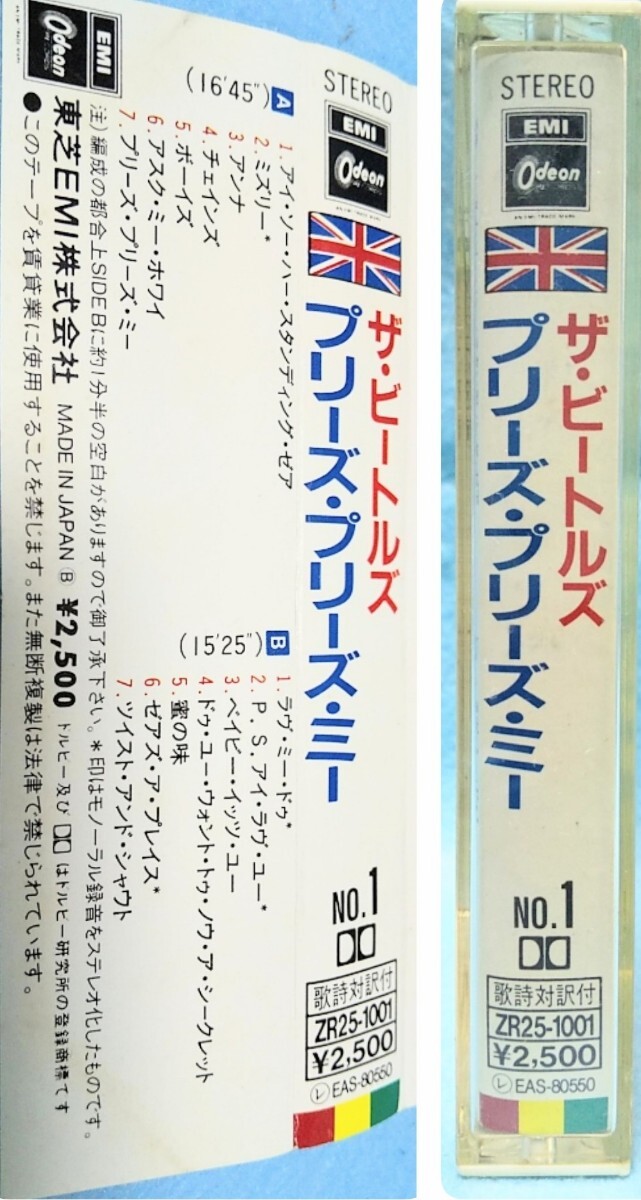 STEREO
EMI
Odeon
ザ・ビートルズ
プリーズ・プリーズ・ミー
NO.1
歌詩対訳付
ZR25-1001
¥2,500
Ⓛ EAS-80550
A (16'45")
1. アイ・ソー・ハー・スタンディング・ゼア
2. ミズリー*
3. アンナ
4. チェインズ
5. ボーイズ
6. アスク・ミー・ホワイ
7. プリーズ・プリーズ・ミー
B (15'25")
1. ラヴ・ミー・ドゥ*
2. P.S.アイ・ラヴ・ユー*
3. ベイビー・イッツ・ユー
4. ドゥ・ユー・ウォント・トゥ・ノウ・ア・シークレット
5. 蜜の味
6. ゼアズ・ア・プレイス*
7. ツイスト・アンド・シャウト
注)編成の都合上SIDE Bに約1分半の空白がありますので御了承下さい。*印はモノーラル録音をステレオ化したものです。
EMI
Odeon
東芝EMI株式会社 MADE IN JAPAN Ⓑ ¥2,500 ドルビー及び はドルビー研究所の登録商標です
●このテープを賃貸業に使用することを禁じます。また無断複製は法律で禁じられています。
STEREO
EMI
Odeon
ザ・ビートルズ
プリーズ・プリーズ・ミー
NO.1
歌詩対訳付
ZR25-1001
¥2,500
Ⓛ EAS-80550